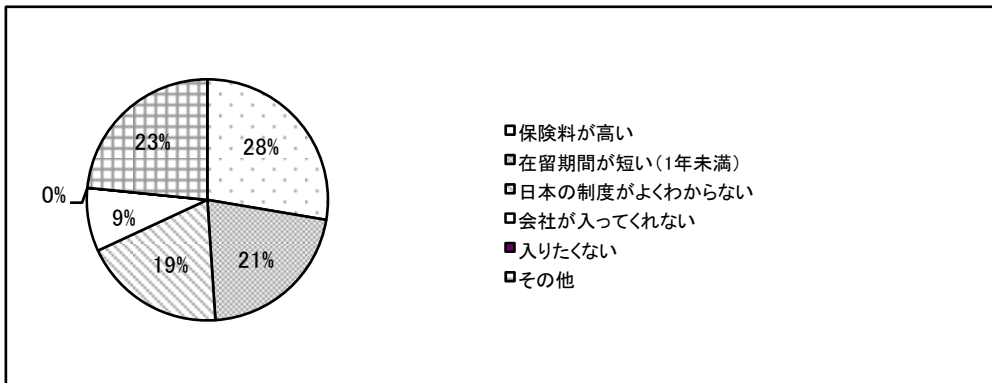 28%
21%
19%
9%
0%
23%
保険料が高い
在留期間が短い（1年未満）
日本の制度がよくわからない
会社が入ってくれない
入りたくない
その他